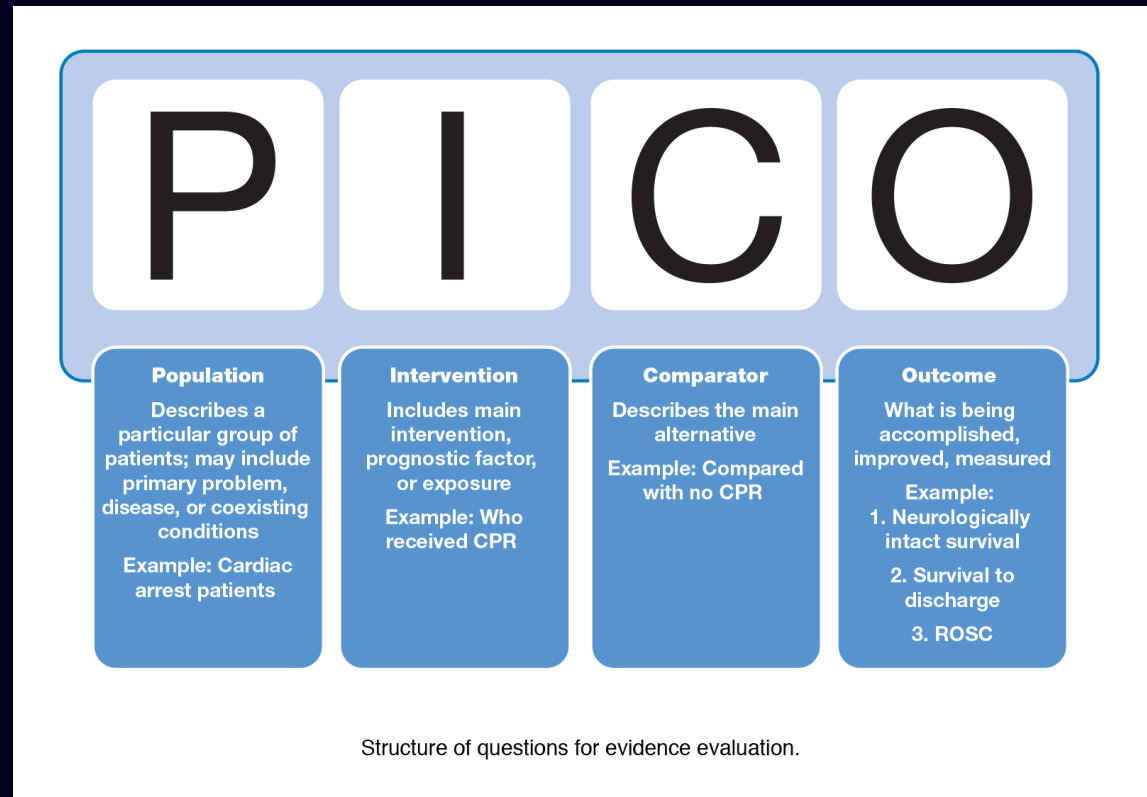 P I C O
Population
Describes a
particular group of
patients; may include
primary problem,
disease, or coexisting
conditions
Example: Cardiac
arrest patients
Intervention
Includes main
intervention,
prognostic factor,
or exposure
Example: Who
received CPR
Comparator
Describes the main
alternative
Example: Compared
with no CPR
Outcome
What is being
accomplished,
improved, measured
Example:
1. Neurologically
intact survival
2. Survival to
discharge
3. ROSC
Structure of questions for evidence evaluation.